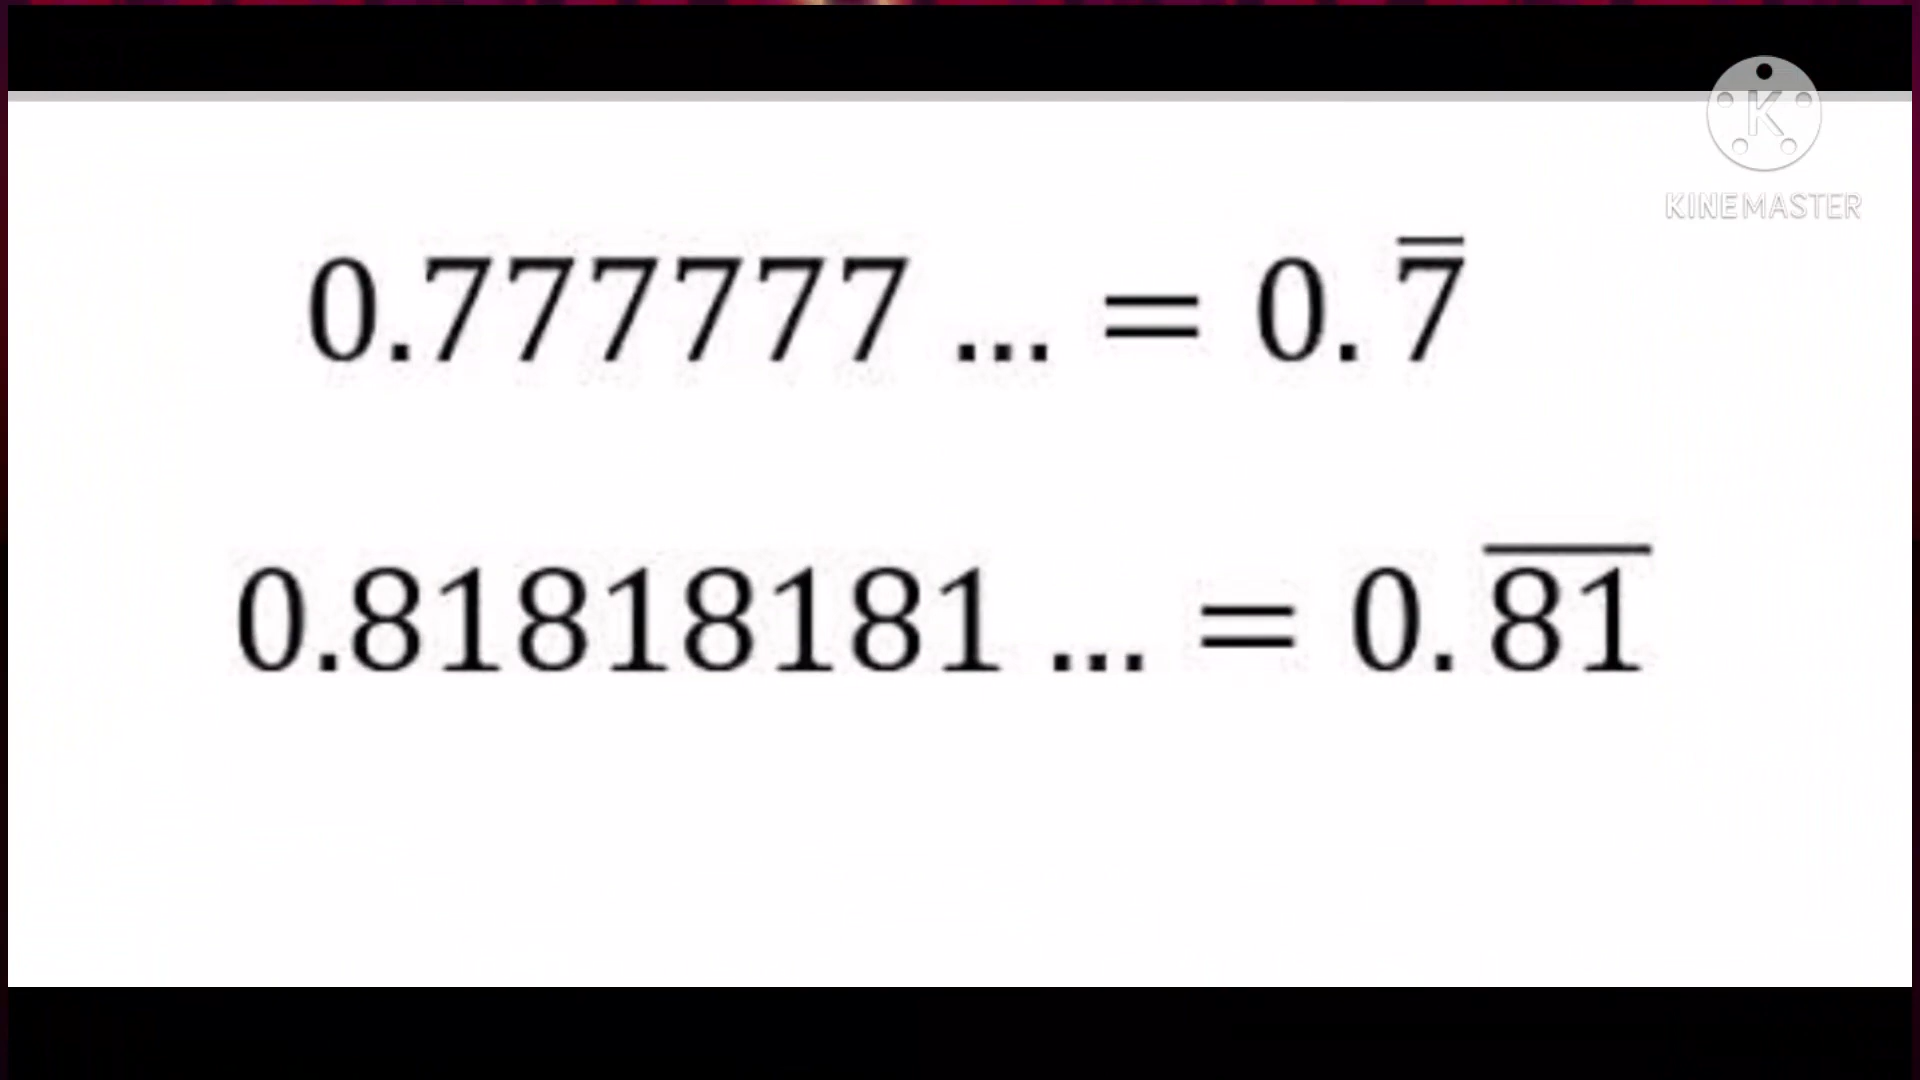 K
KINEMASTER
0.777777 ... = 0. 7̅
0.81818181 ... = 0. 8̅1̅